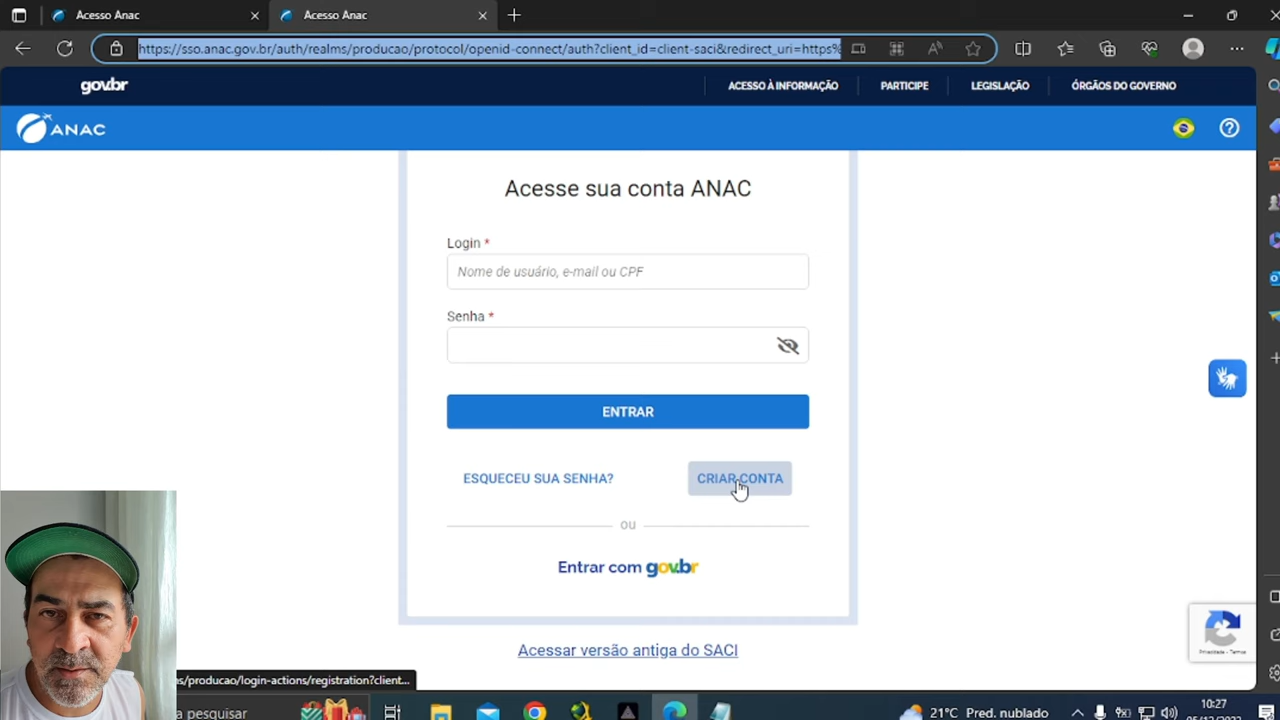 Acesso Anac
Acesso Anac
https://sso.anac.gov.br/auth/realms/producao/protocol/openid-connect/auth?client_id=client-saci&redirect_uri=https%
gov.br
ACESSO À INFORMAÇÃO
PARTICIPE
LEGISLAÇÃO
ÓRGÃOS DO GOVERNO
ANAC
Acesse sua conta ANAC
Login *
Nome de usuário, e-mail ou CPF
Senha *
ENTRAR
ESQUECEU SUA SENHA?
CRIAR CONTA
ou
Entrar com gov.br
Acessar versão antiga do SACI
Privacidade - Termos
ms/producao/login-actions/registration?client...
a pesquisar
21°C Pred. nublado
10:27